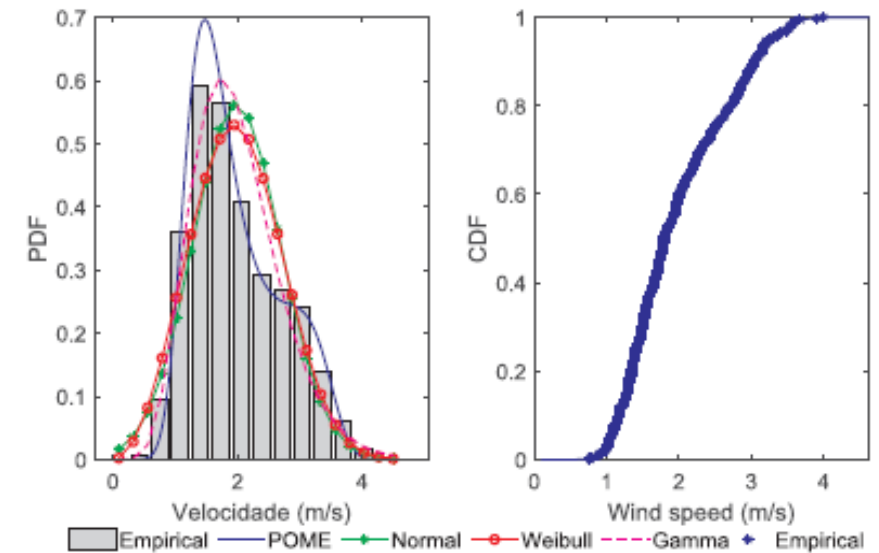 PDF
0.7
0.6
0.5
0.4
0.3
0.2
0.1
0
0 2 4
Velocidade (m/s)
CDF
1
0.8
0.6
0.4
0.2
0
0 1 2 3 4
Wind speed (m/s)
Empirical POME Normal Weibull Gamma Empirical